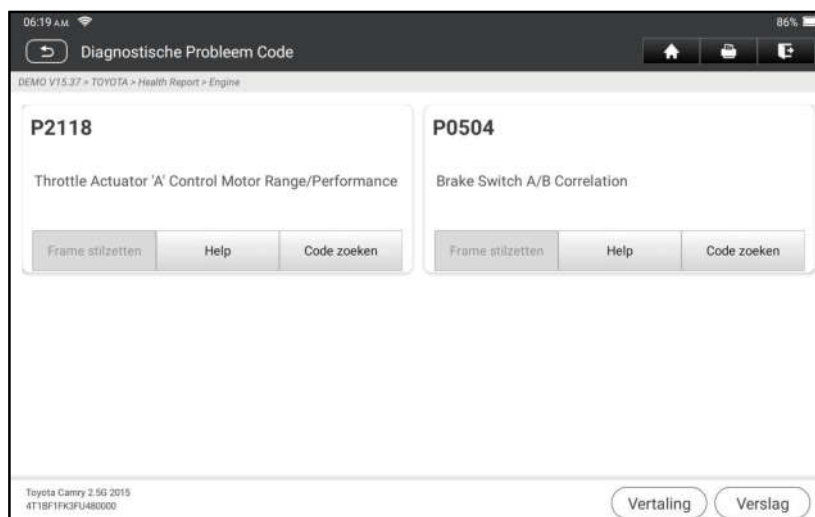 06:19 AM
86%
Diagnostische Probleem Code
DEMO V15.37 > TOYOTA > Health Report > Engine
P2118
Throttle Actuator 'A' Control Motor Range/Performance
Frame stilzetten Help Code zoeken
P0504
Brake Switch A/B Correlation
Frame stilzetten Help Code zoeken
Toyota Camry 2.5G 2015
4T1BF1FK3FU480000
Vertaling Verslag